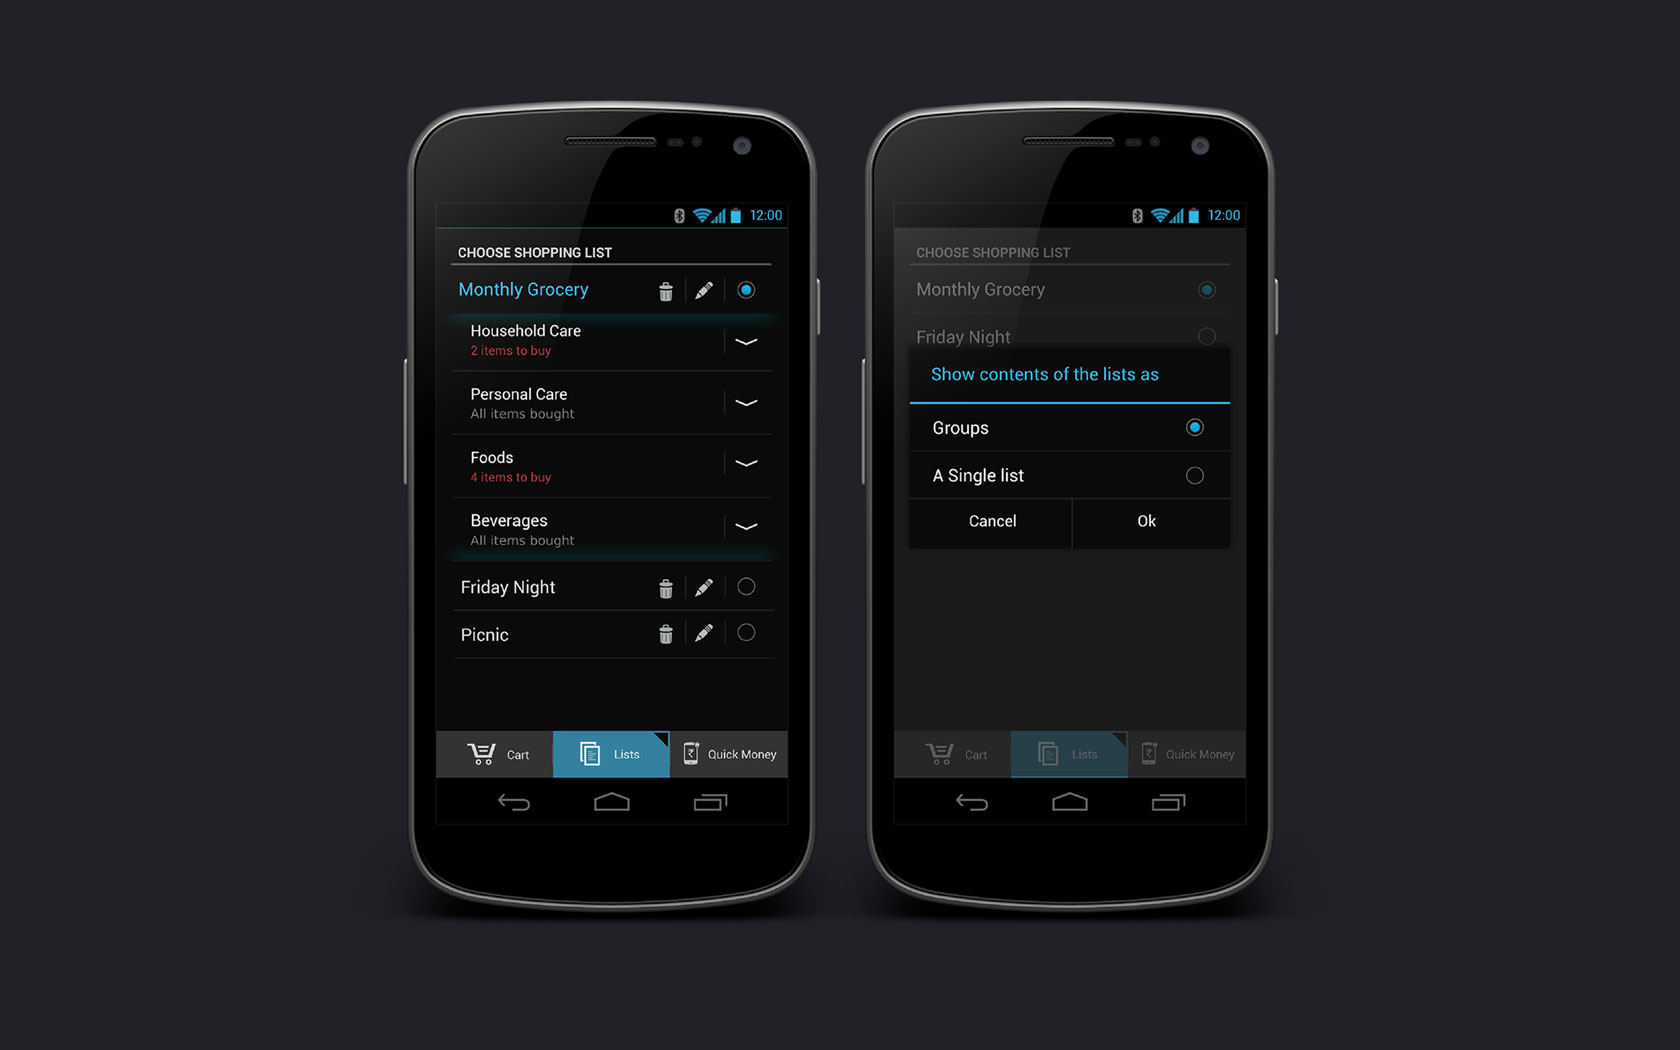 12:00
CHOOSE SHOPPING LIST
Monthly Grocery
Household Care
2 items to buy
Personal Care
All items bought
Foods
4 items to buy
Beverages
All items bought
Friday Night
Picnic
Cart
Lists
Quick Money
12:00
CHOOSE SHOPPING LIST
Monthly Grocery
Friday Night
Show contents of the lists as
Groups
A Single list
Cancel
Ok
Cart
Lists
Quick Money